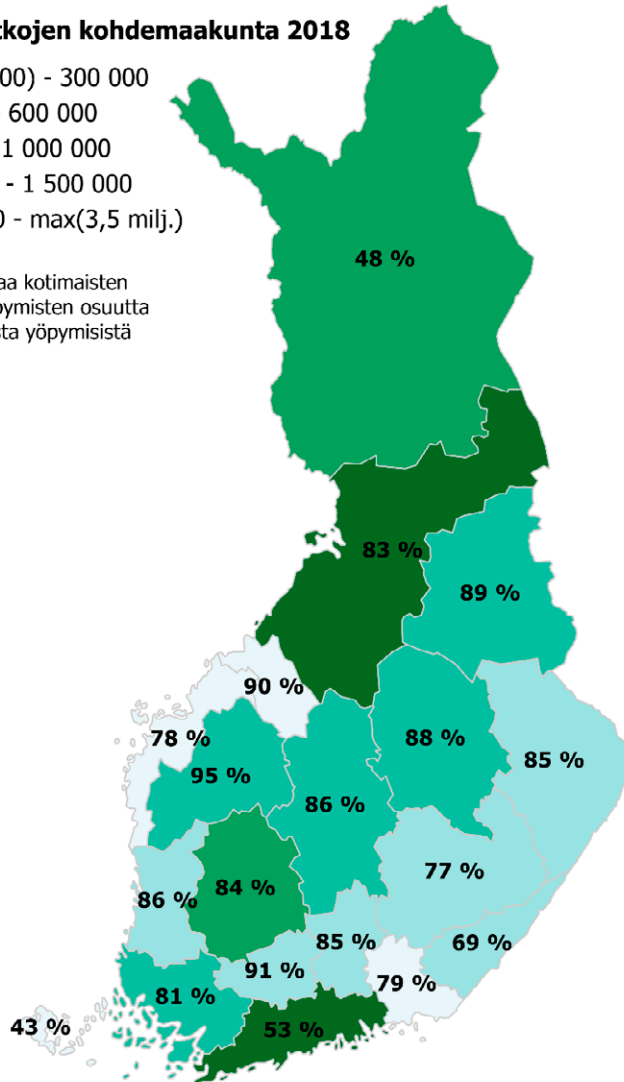 tkojen kohdemaakunta 2018
00) - 300 000
600 000
1 000 000
- 1 500 000
0 - max(3,5 milj.)
aa kotimaisten
pymisten osuutta
sta yöpymisistä
48 %
83 %
89 %
90 %
78 %
88 %
85 %
95 %
86 %
77 %
84 %
86 %
85 %
69 %
91 %
79 %
81 %
43 %
53 %